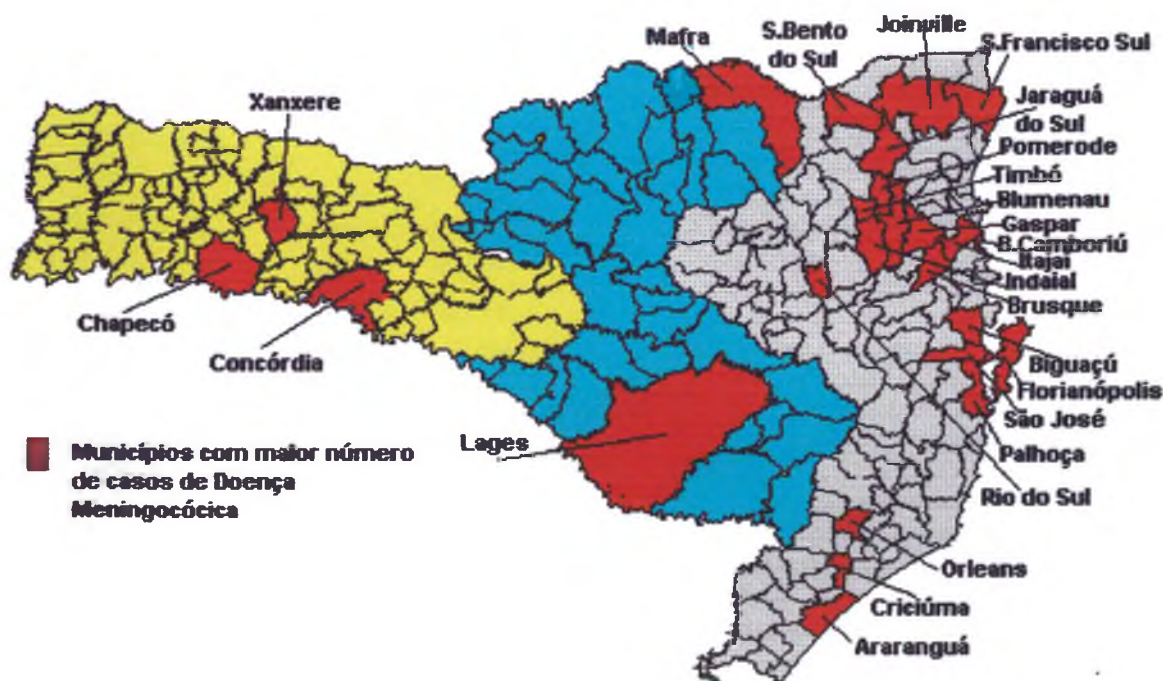 Mafra
S.Bento
do Sul
Joinville
S.Francisco Sul
Xanxere
Jaraguá
do Sul
Pomerode
Timbó
Blumenau
Gaspar
B.Camboriú
Itajaí
Indaial
Brusque
Chapecó
Concórdia
Biguaçú
Florianópolis
São José
Lages
Palhoça
Rio do Sul
Municípios com maior número
de casos de Doença
Meningocócica
Orleans
Criciúma
Araranguá